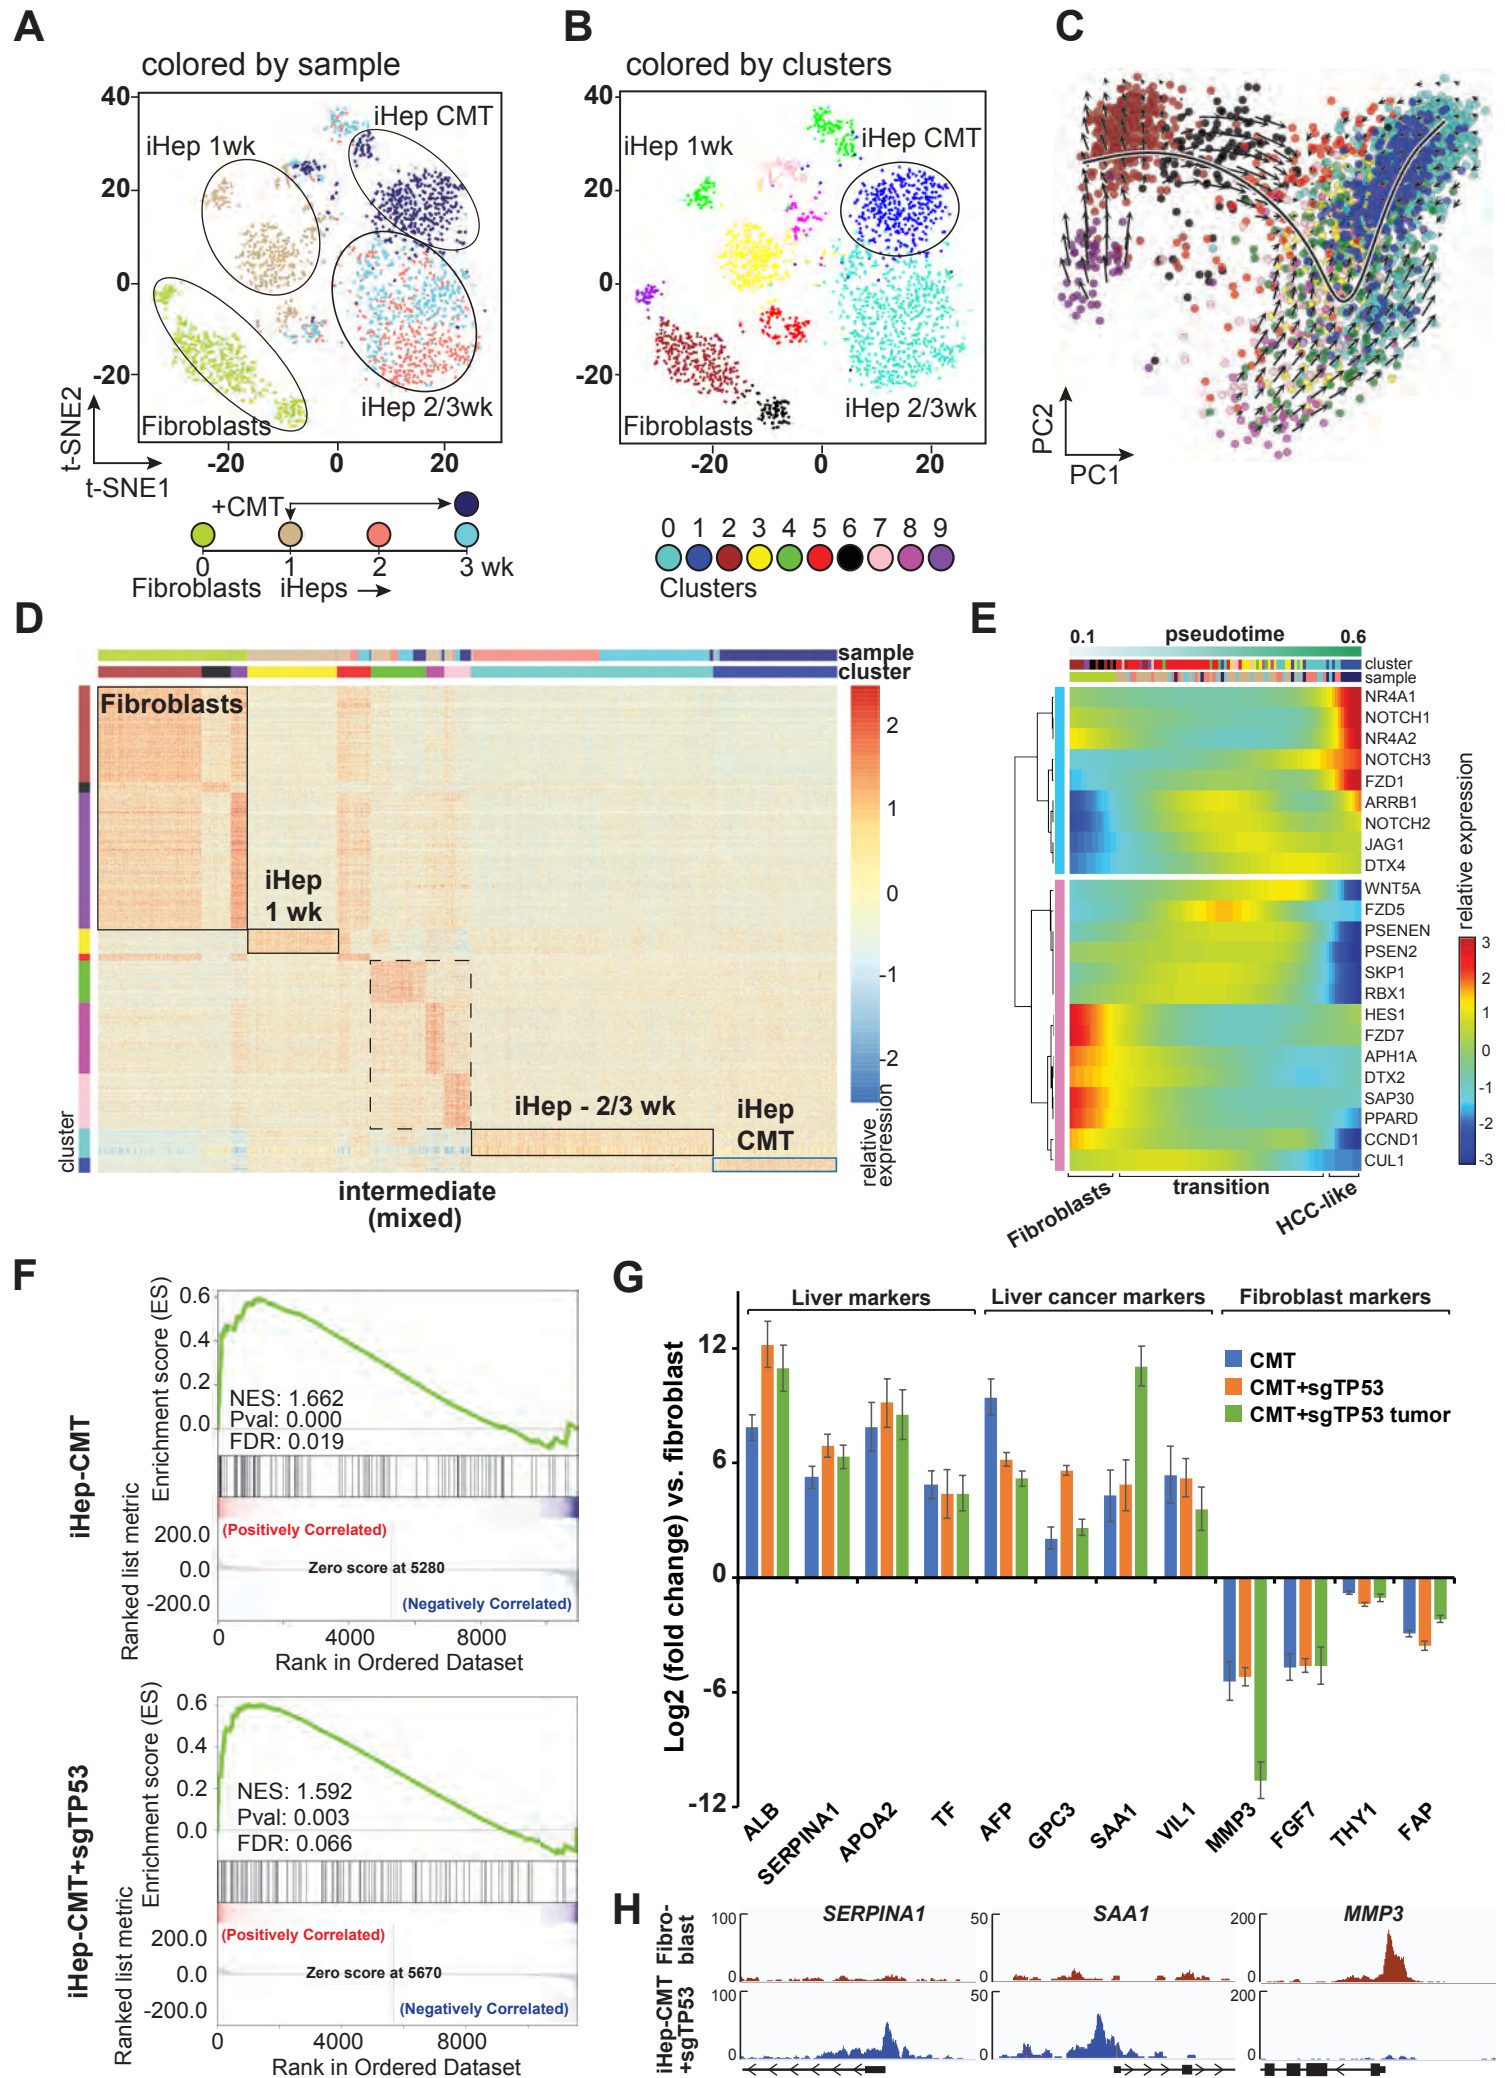 A
colored by sample
40
20
0
-20
iHep 1wk
iHep CMT
iHep 2/3wk
Fibroblasts
t-SNE2
t-SNE1
-20 0 20
+CMT
0 1 2 3 wk
Fibroblasts iHeps
B
colored by clusters
40
20
0
-20
iHep 1wk
iHep CMT
iHep 2/3wk
Fibroblasts
-20 0 20
0 1 2 3 4 5 6 7 8 9
Clusters
C
PC2
PC1
D
sample
cluster
Fibroblasts
iHep
1 wk
iHep - 2/3 wk
iHep
CMT
cluster
intermediate
(mixed)
2
1
0
-1
-2
relative
expression
E
0.1 pseudotime 0.6
cluster
sample
NR4A1
NOTCH1
NR4A2
NOTCH3
FZD1
ARRB1
NOTCH2
JAG1
DTX4
WNT5A
FZD5
PSENEN
PSEN2
SKP1
RBX1
HES1
FZD7
APH1A
DTX2
SAP30
PPARD
CCND1
CUL1
Fibroblasts
transition
HCC-like
relative expression
3
2
1
0
-1
-2
-3
F
iHep-CMT
Enrichment score (ES)
0.6
0.4
0.2
0.0
NES: 1.662
Pval: 0.000
FDR: 0.019
Ranked list metric
200.0
0.0
-200.0
(Positively Correlated)
Zero score at 5280
(Negatively Correlated)
0 4000 8000
Rank in Ordered Dataset
iHep-CMT+sgTP53
Enrichment score (ES)
0.6
0.4
0.2
0.0
NES: 1.592
Pval: 0.003
FDR: 0.066
Ranked list metric
200.0
0.0
-200.0
(Positively Correlated)
Zero score at 5670
(Negatively Correlated)
0 4000 8000
Rank in Ordered Dataset
G
Log2 (fold change) vs. fibroblast
12
6
0
-6
-12
Liver markers
Liver cancer markers
Fibroblast markers
CMT
CMT+sgTP53
CMT+sgTP53 tumor
ALB
SERPINA1
APOA2
TF
AFP
GPC3
SAA1
VIL1
MMP3
FGF7
THY1
FAP
H
Fibro-
blast
iHep-CMT
+sgTP53
SERPINA1
100
0
100
0
SAA1
50
0
50
0
MMP3
200
0
200
0